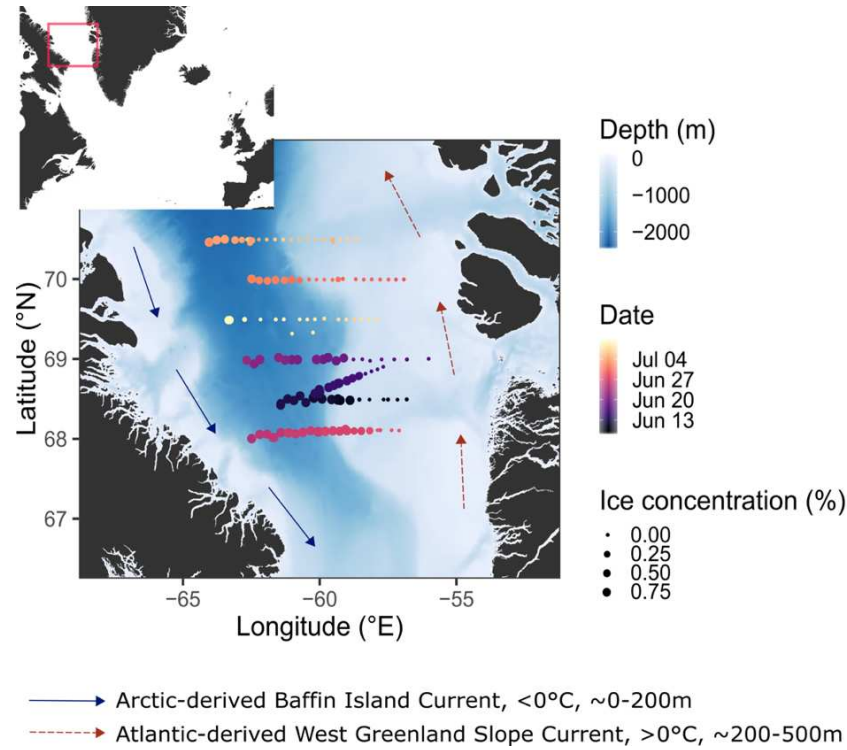 Depth (m)
0
−1000
−2000
Date
Jul 04
Jun 27
Jun 20
Jun 13
Ice concentration (%)
0.00
0.25
0.50
0.75
Latitude (°N)
70
69
68
67
−65
−60
−55
Longitude (°E)
Arctic-derived Baffin Island Current, <0°C, ~0-200m
Atlantic-derived West Greenland Slope Current, >0°C, ~200-500m